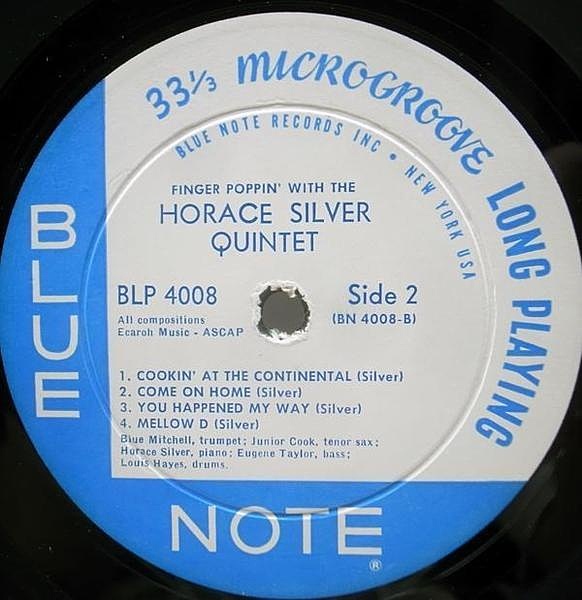 33⅓ MICROGROOVE LONG PLAYING
BLUE NOTE RECORDS INC • NEW YORK USA
FINGER POPPIN' WITH THE
HORACE SILVER
QUINTET
BLP 4008
Side 2
All compositions
Ecaroh Music - ASCAP
(BN 4008-B)
1. COOKIN' AT THE CONTINENTAL (Silver)
2. COME ON HOME (Silver)
3. YOU HAPPENED MY WAY (Silver)
4. MELLOW D (Silver)
Blue Mitchell, trumpet; Junior Cook, tenor sax;
Horace Silver, piano; Eugene Taylor, bass;
Louis Hayes, drums.
BLUE
NOTE
®